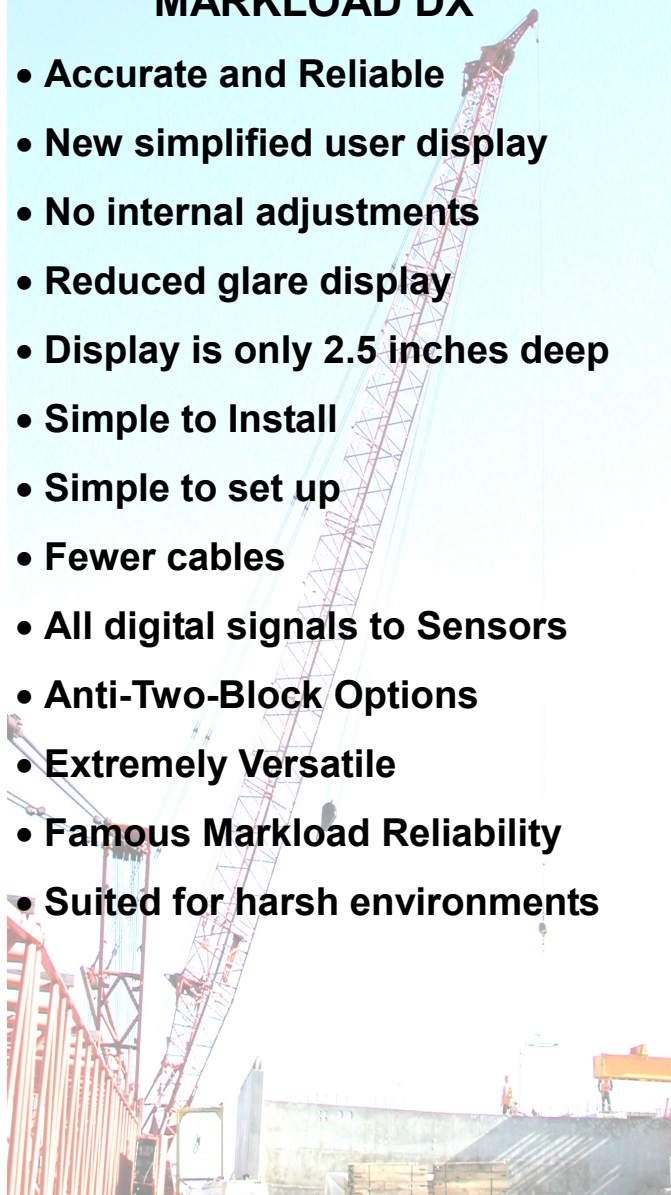 MARKLOAD DX
• Accurate and Reliable
• New simplified user display
• No internal adjustments
• Reduced glare display
• Display is only 2.5 inches deep
• Simple to Install
• Simple to set up
• Fewer cables
• All digital signals to Sensors
• Anti-Two-Block Options
• Extremely Versatile
• Famous Markload Reliability
• Suited for harsh environments